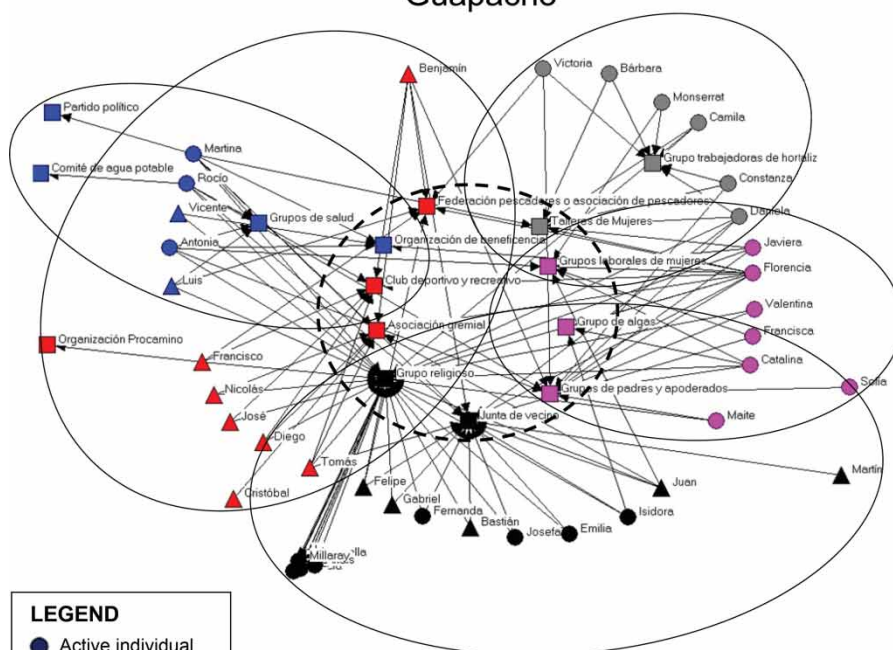 Guapacho
Benjamín
Victoria
Bárbara
Monserrat
Camila
Partido político
Martina
Grupo trabajadoras de hortaliz
Comité de agua potable
Rocío
Constanza
Vicente
Grupos de salud
Federación pescadores o asociación de pescadores
Talleres de Mujeres
Daniela
Antonia
Organización de beneficencia
Javiera
Grupos laborales de mujeres
Florencia
Luis
Club deportivo y recreativo
Valentina
Asociación gremial
Grupo de algas
Francisca
Organización Procamino
Francisco
Grupo religioso
Catalina
Nicolás
Grupos de padres y apoderados
Sofía
José
Junta de vecino
Maite
Diego
Tomás
Felipe
Juan
Martín
Cristóbal
Gabriel
Fernanda
Bastián
Josefa
Emilia
Isidora
Millaray
LEGEND
Active individual